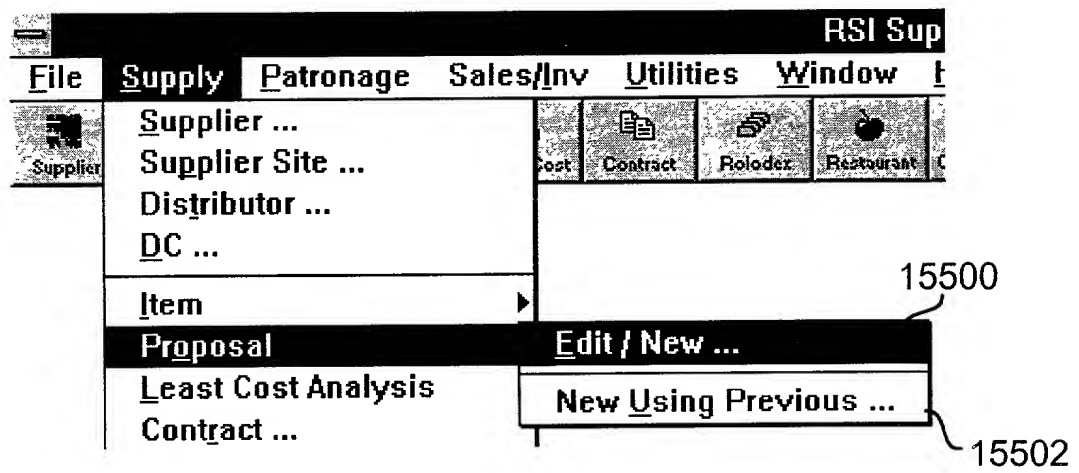 RSI Sup
File Supply Patronage Sales/Inv Utilities Window
Supplier Cost Contract Rolodex Restaurant
Supplier ...
Supplier Site ...
Distributor ...
DC ...
Item
Proposal
Least Cost Analysis
Contract ...
15500
Edit / New ...
New Using Previous ...
15502